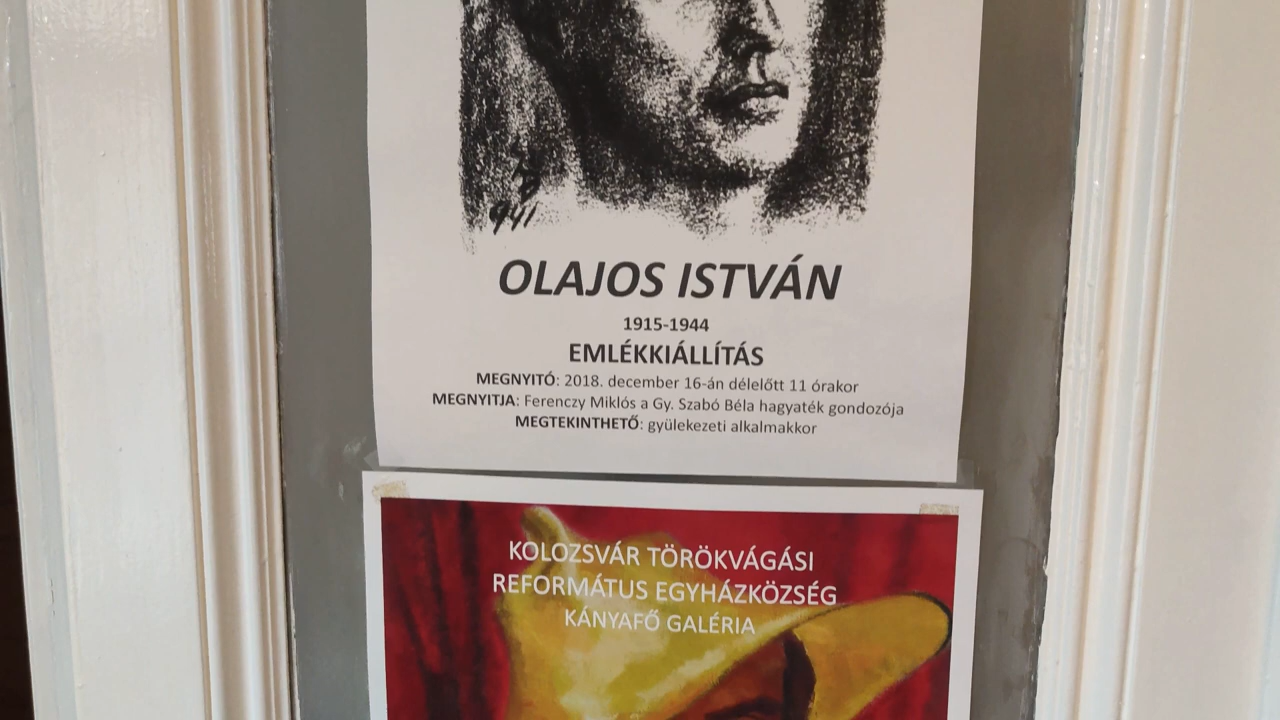 941
OLAJOS ISTVÁN
1915-1944
EMLÉKKIÁLLÍTÁS
MEGNYITÓ: 2018. december 16-án délelőtt 11 órakor
MEGNYITJA: Ferenczy Miklós a Gy. Szabó Béla hagyaték gondozója
MEGTEKINTHETŐ: gyülekezeti alkalmakkor
KOLOZSVÁR TÖRÖKVÁGÁSI
REFORMÁTUS EGYHÁZKÖZSÉG
KÁNYAFŐ GALÉRIA